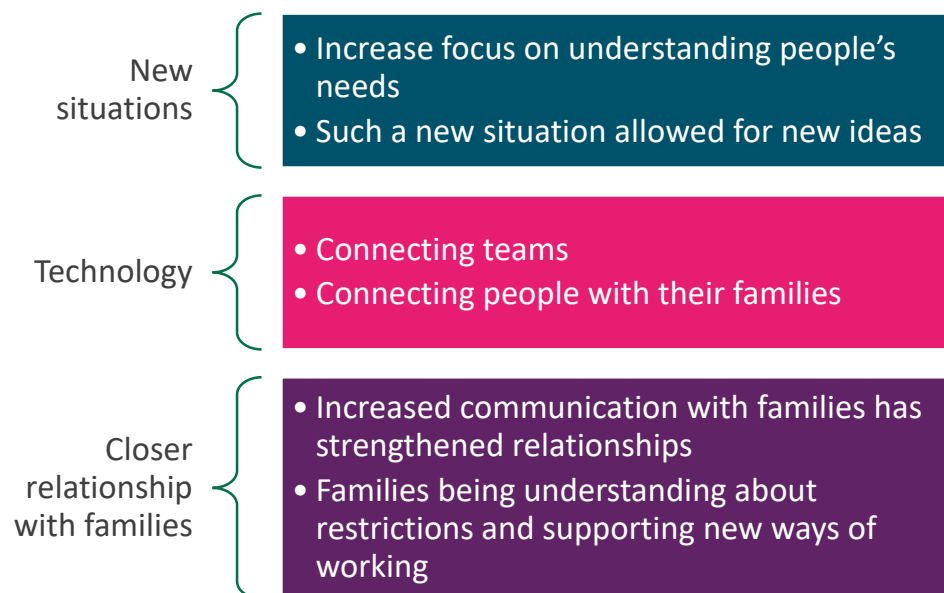 New
situations
• Increase focus on understanding people’s
needs
• Such a new situation allowed for new ideas
Technology
• Connecting teams
• Connecting people with their families
Closer
relationship
with families
• Increased communication with families has
strengthened relationships
• Families being understanding about
restrictions and supporting new ways of
working